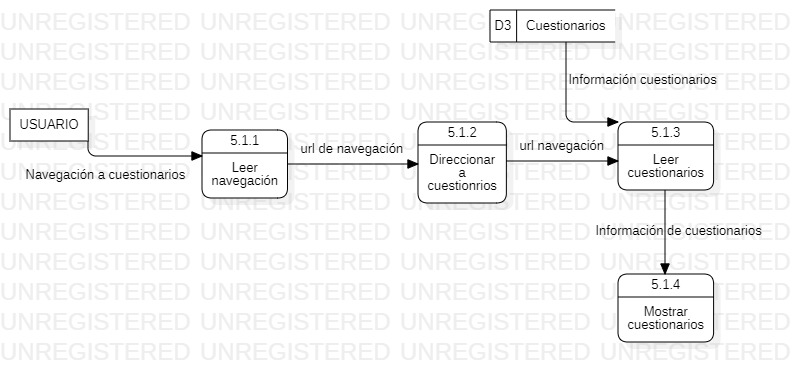 D3 Cuestionarios
Información cuestionarios
USUARIO
Navegación a cuestionarios
5.1.1
Leer
navegación
url de navegación
5.1.2
Direccionar
a
cuestionrios
url navegación
5.1.3
Leer
cuestionarios
Información de cuestionarios
5.1.4
Mostrar
cuestionarios
UNREGISTERED UNREGISTERED UNREGISTERED UNREGISTERED
UNREGISTERED UNREGISTERED UNREGISTERED UNREGISTERED
UNREGISTERED UNREGISTERED UNREGISTERED UNREGISTERED
UNREGISTERED UNREGISTERED UNREGISTERED UNREGISTERED
UNREGISTERED UNREGISTERED UNREGISTERED UNREGISTERED
UNREGISTERED UNREGISTERED UNREGISTERED UNREGISTERED
UNREGISTERED UNREGISTERED UNREGISTERED UNREGISTERED
UNREGISTERED UNREGISTERED UNREGISTERED UNREGISTERED
UNREGISTERED UNREGISTERED UNREGISTERED UNREGISTERED
UNREGISTERED UNREGISTERED UNREGISTERED UNREGISTERED
UNREGISTERED UNREGISTERED UNREGISTERED UNREGISTERED
UNREGISTERED UNREGISTERED UNREGISTERED UNREGISTERED